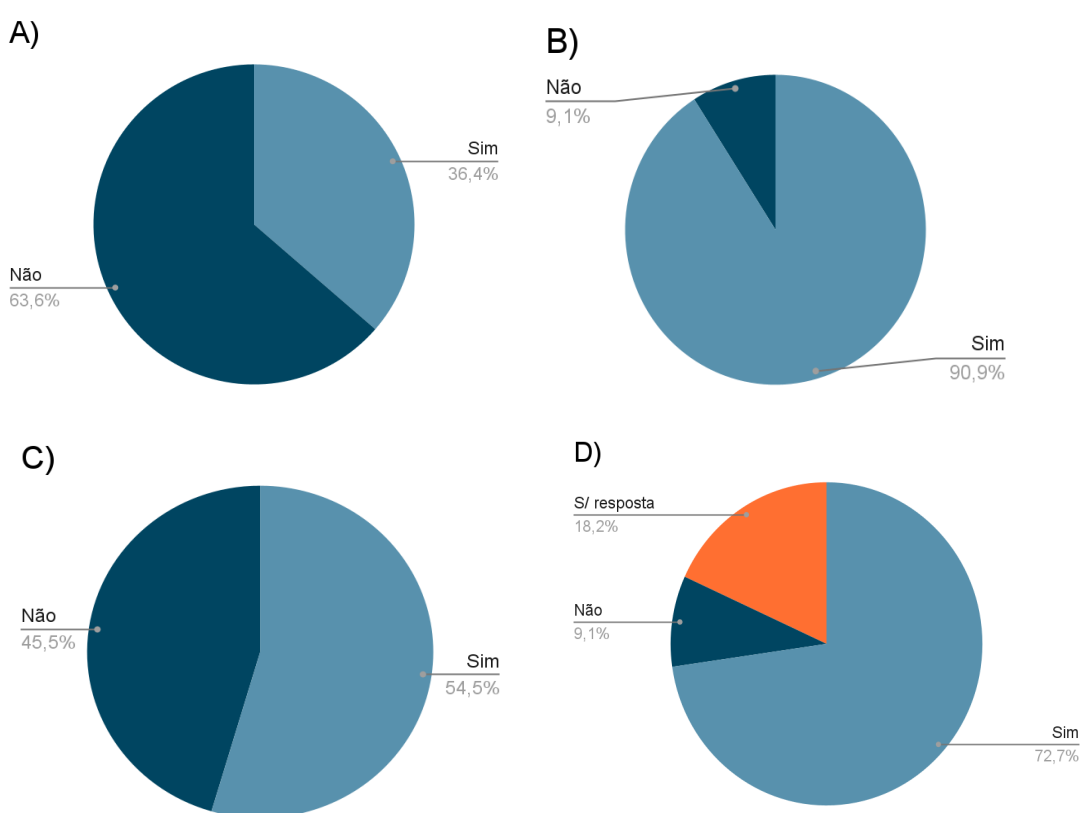 A)
Sim
36,4%
Não
63,6%
B)
Não
9,1%
Sim
90,9%
C)
Não
45,5%
Sim
54,5%
D)
S/ resposta
18,2%
Não
9,1%
Sim
72,7%